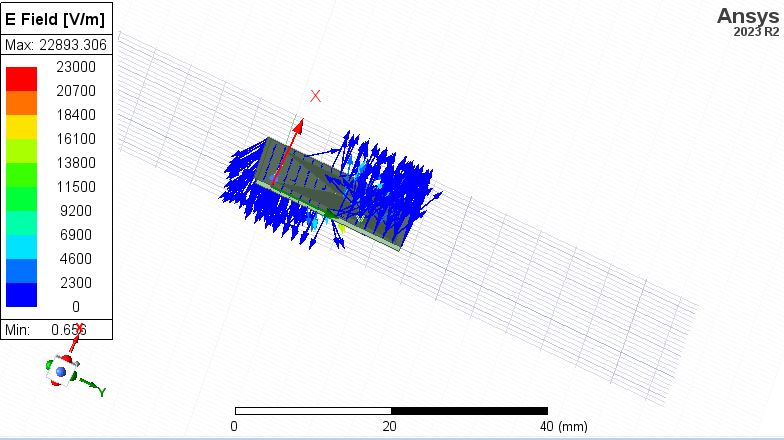 E Field [V/m]
Max: 22893.306
23000
20700
18400
16100
13800
11500
9200
6900
4600
2300
0
Min: 0.656
Ansys
2023 R2
X
X
Y
0 20 40 (mm)